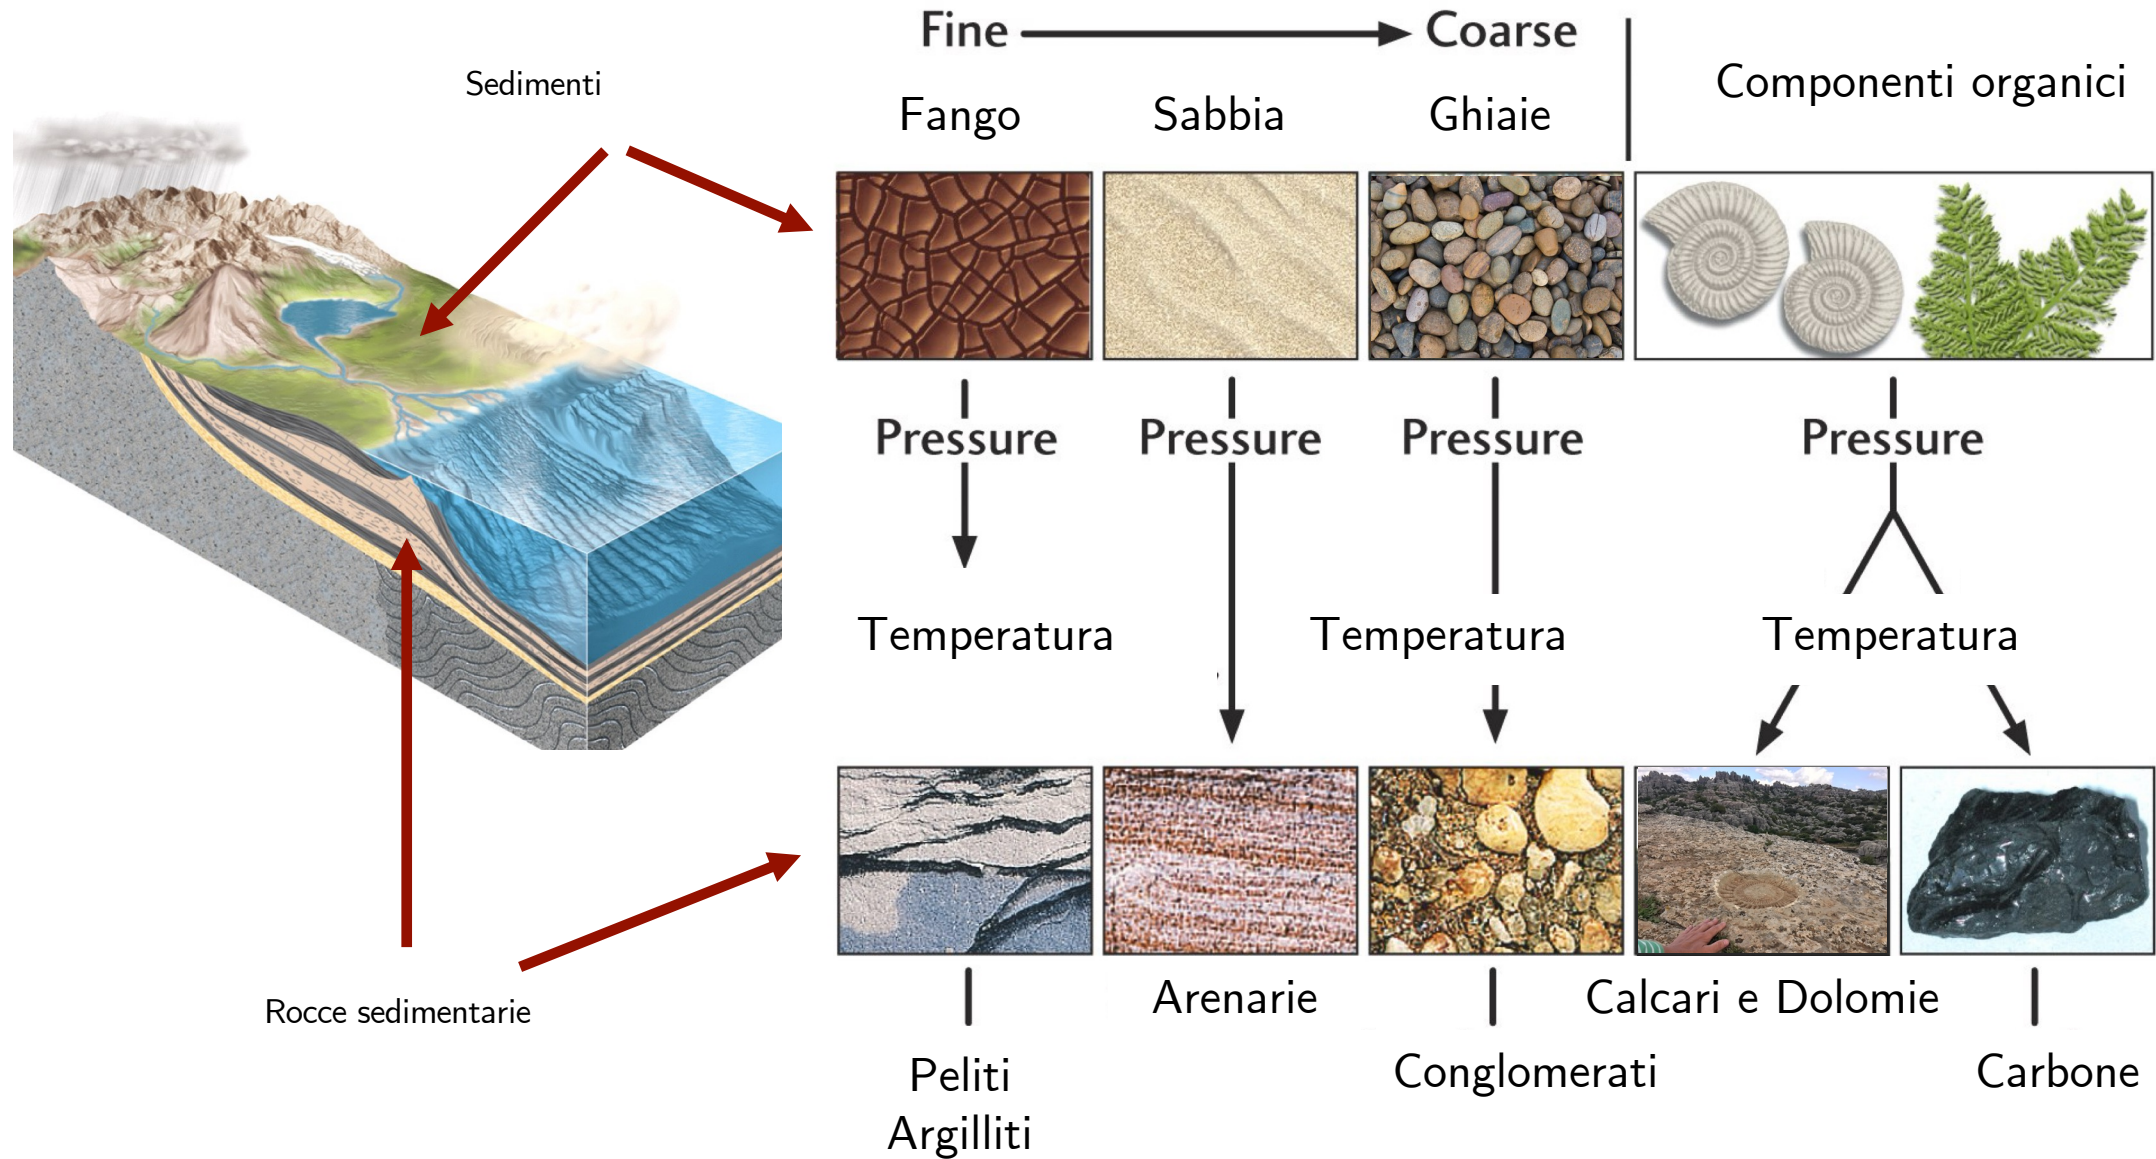 Fine Coarse
Sedimenti
Componenti organici
Fango Sabbia Ghiaie
Pressure Pressure Pressure Pressure
Temperatura Temperatura Temperatura
Arenarie Calcari e Dolomie
Rocce sedimentarie
Peliti Conglomerati Carbone
Argilliti